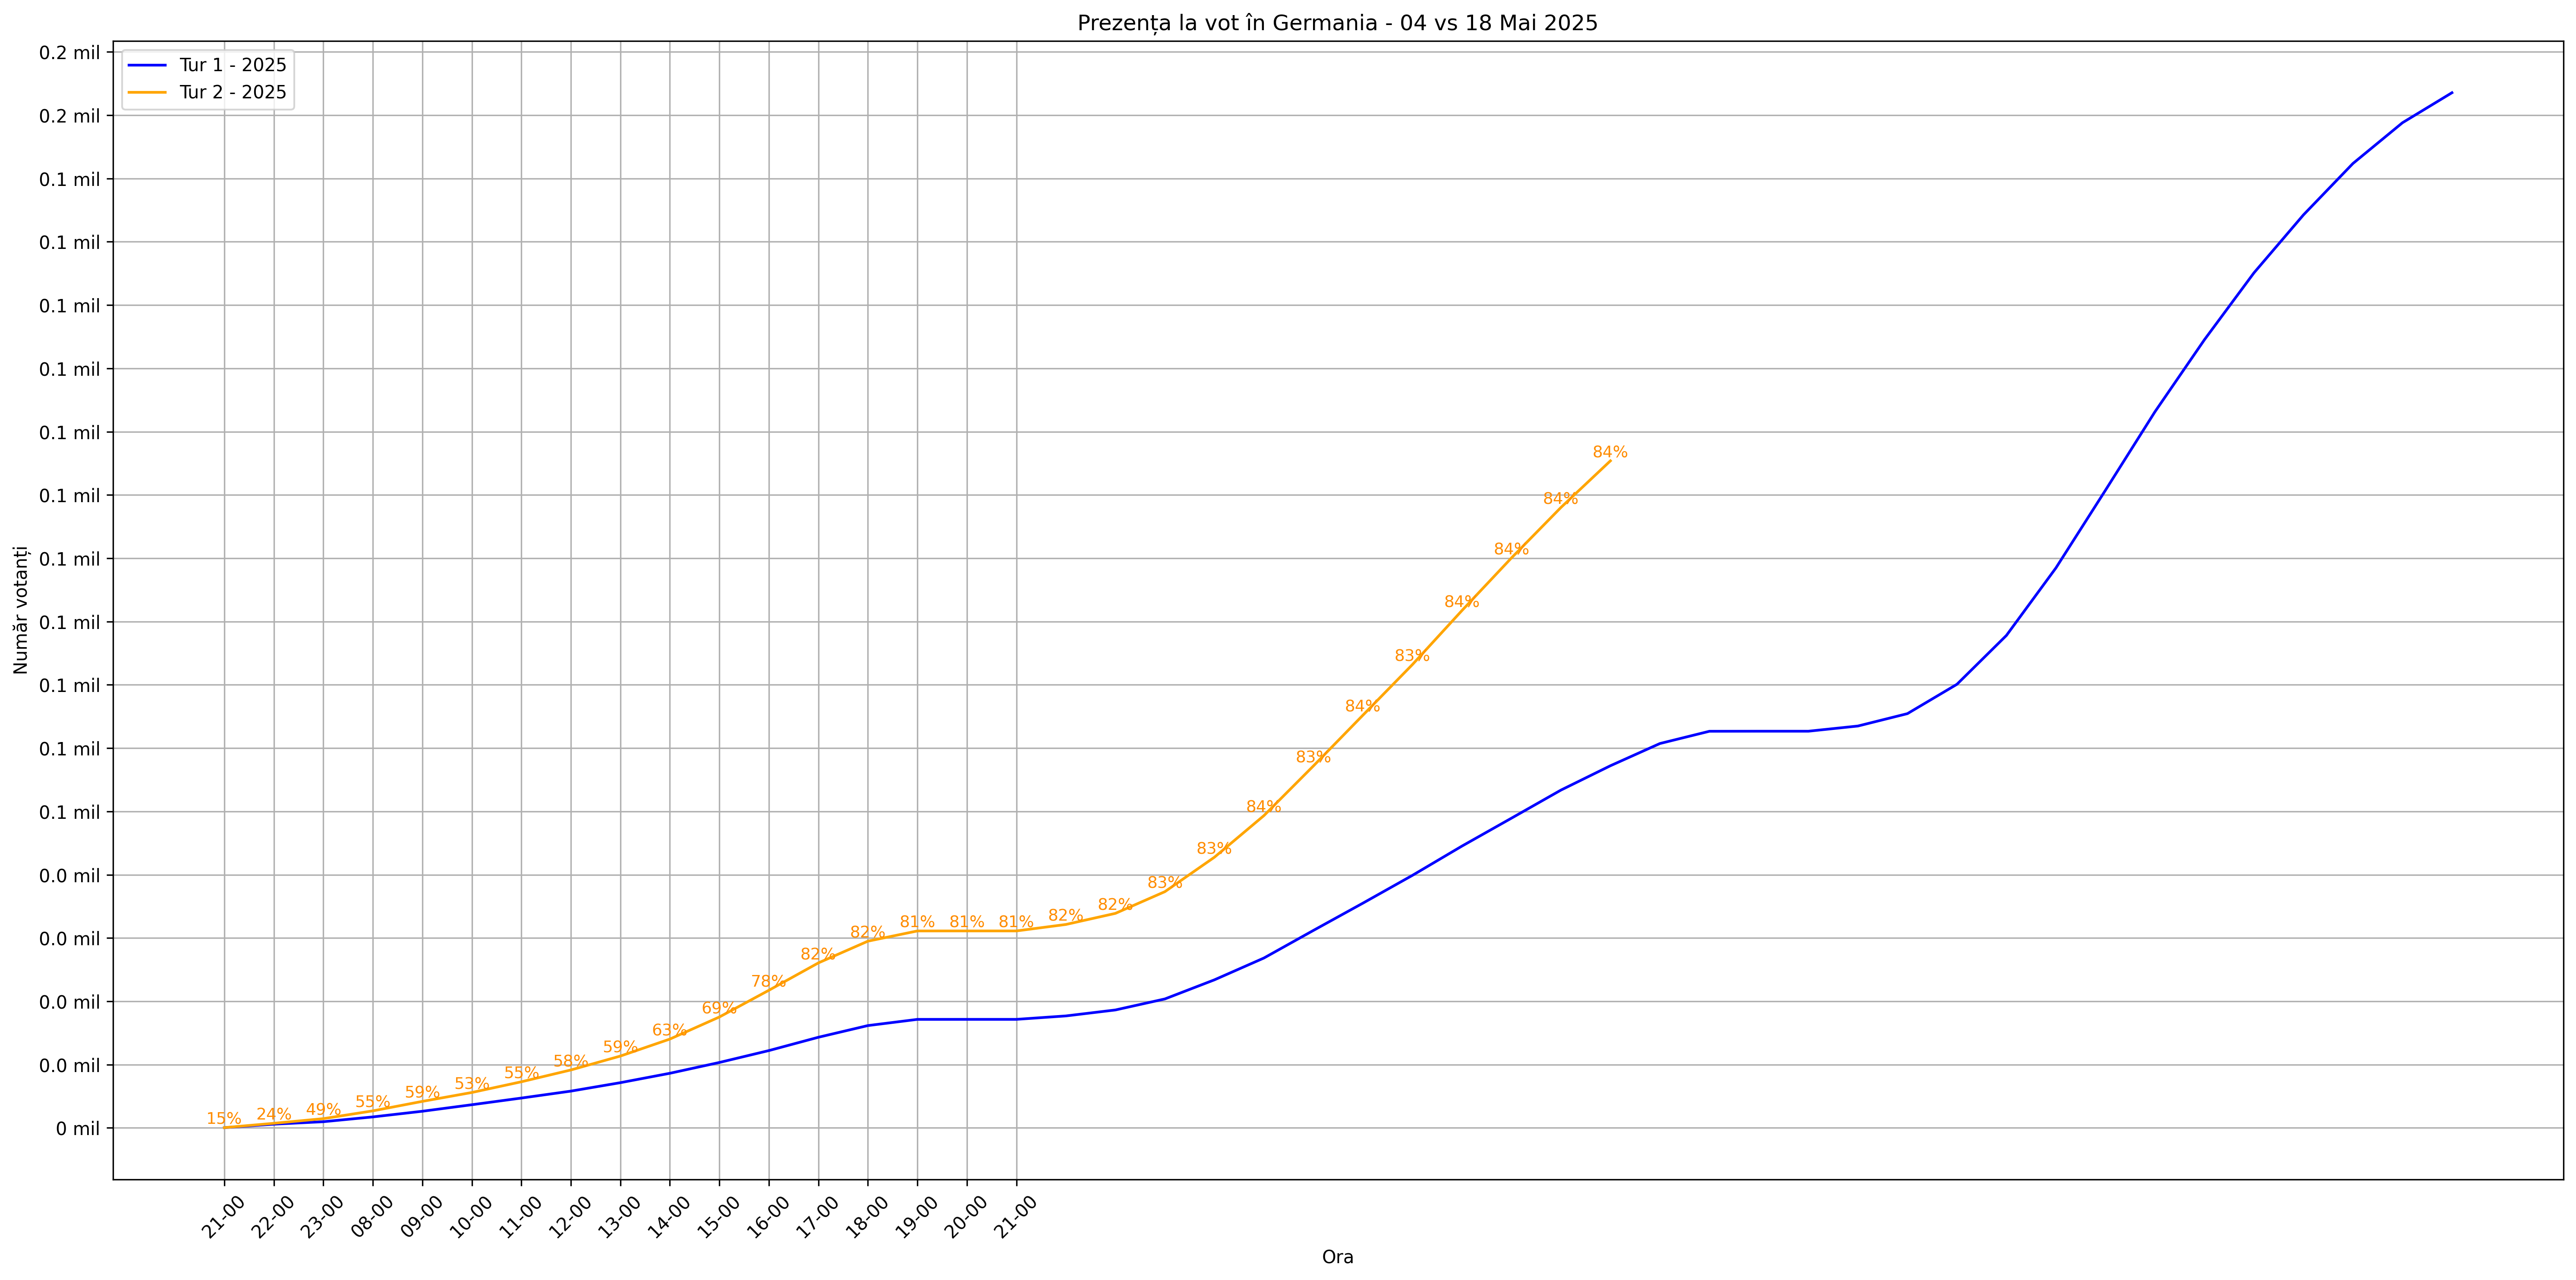 Prezența la vot în Germania - 04 vs 18 Mai 2025
Tur 1 - 2025
Tur 2 - 2025
Număr votanți
0.2 mil
0.2 mil
0.1 mil
0.1 mil
0.1 mil
0.1 mil
0.1 mil
0.1 mil
0.1 mil
0.1 mil
0.1 mil
0.1 mil
0.1 mil
0.0 mil
0.0 mil
0.0 mil
0.0 mil
0 mil
15%
24%
49%
55%
59%
53%
55%
58%
59%
63%
69%
78%
82%
82%
81%
81%
81%
82%
82%
83%
83%
84%
83%
84%
83%
84%
84%
84%
84%
21-00
22-00
23-00
08-00
09-00
10-00
11-00
12-00
13-00
14-00
15-00
16-00
17-00
18-00
19-00
20-00
21-00
Ora